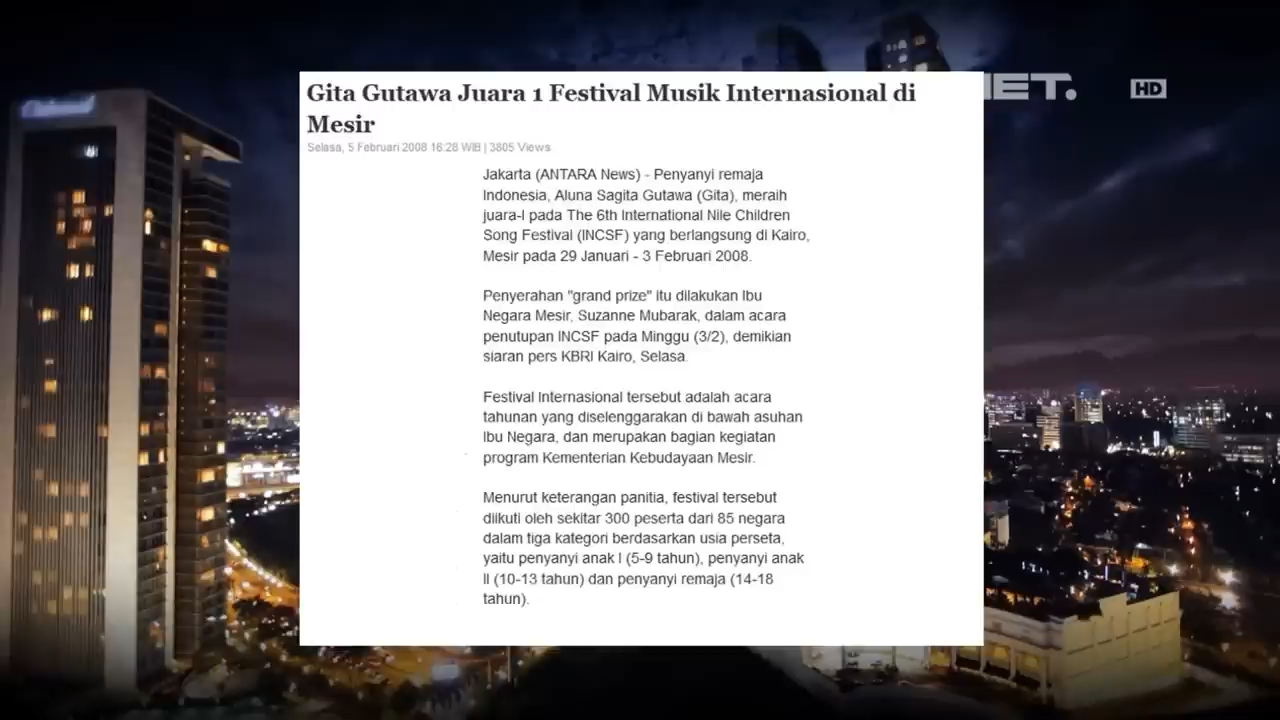 Gita Gutawa Juara 1 Festival Musik Internasional di
Mesir
Selasa, 5 Februari 2008 16:28 WIB | 3805 Views
Jakarta (ANTARA News) - Penyanyi remaja
Indonesia, Aluna Sagita Gutawa (Gita), meraih
juara-I pada The 6th International Nile Children
Song Festival (INCSF) yang berlangsung di Kairo,
Mesir pada 29 Januari - 3 Februari 2008.
Penyerahan "grand prize" itu dilakukan Ibu
Negara Mesir, Suzanne Mubarak, dalam acara
penutupan INCSF pada Minggu (3/2), demikian
siaran pers KBRI Kairo, Selasa.
Festival Internasional tersebut adalah acara
tahunan yang diselenggarakan di bawah asuhan
Ibu Negara, dan merupakan bagian kegiatan
program Kementerian Kebudayaan Mesir.
Menurut keterangan panitia, festival tersebut
diikuti oleh sekitar 300 peserta dari 85 negara
dalam tiga kategori berdasarkan usia perseta,
yaitu penyanyi anak I (5-9 tahun), penyanyi anak
II (10-13 tahun) dan penyanyi remaja (14-18
tahun).
HD